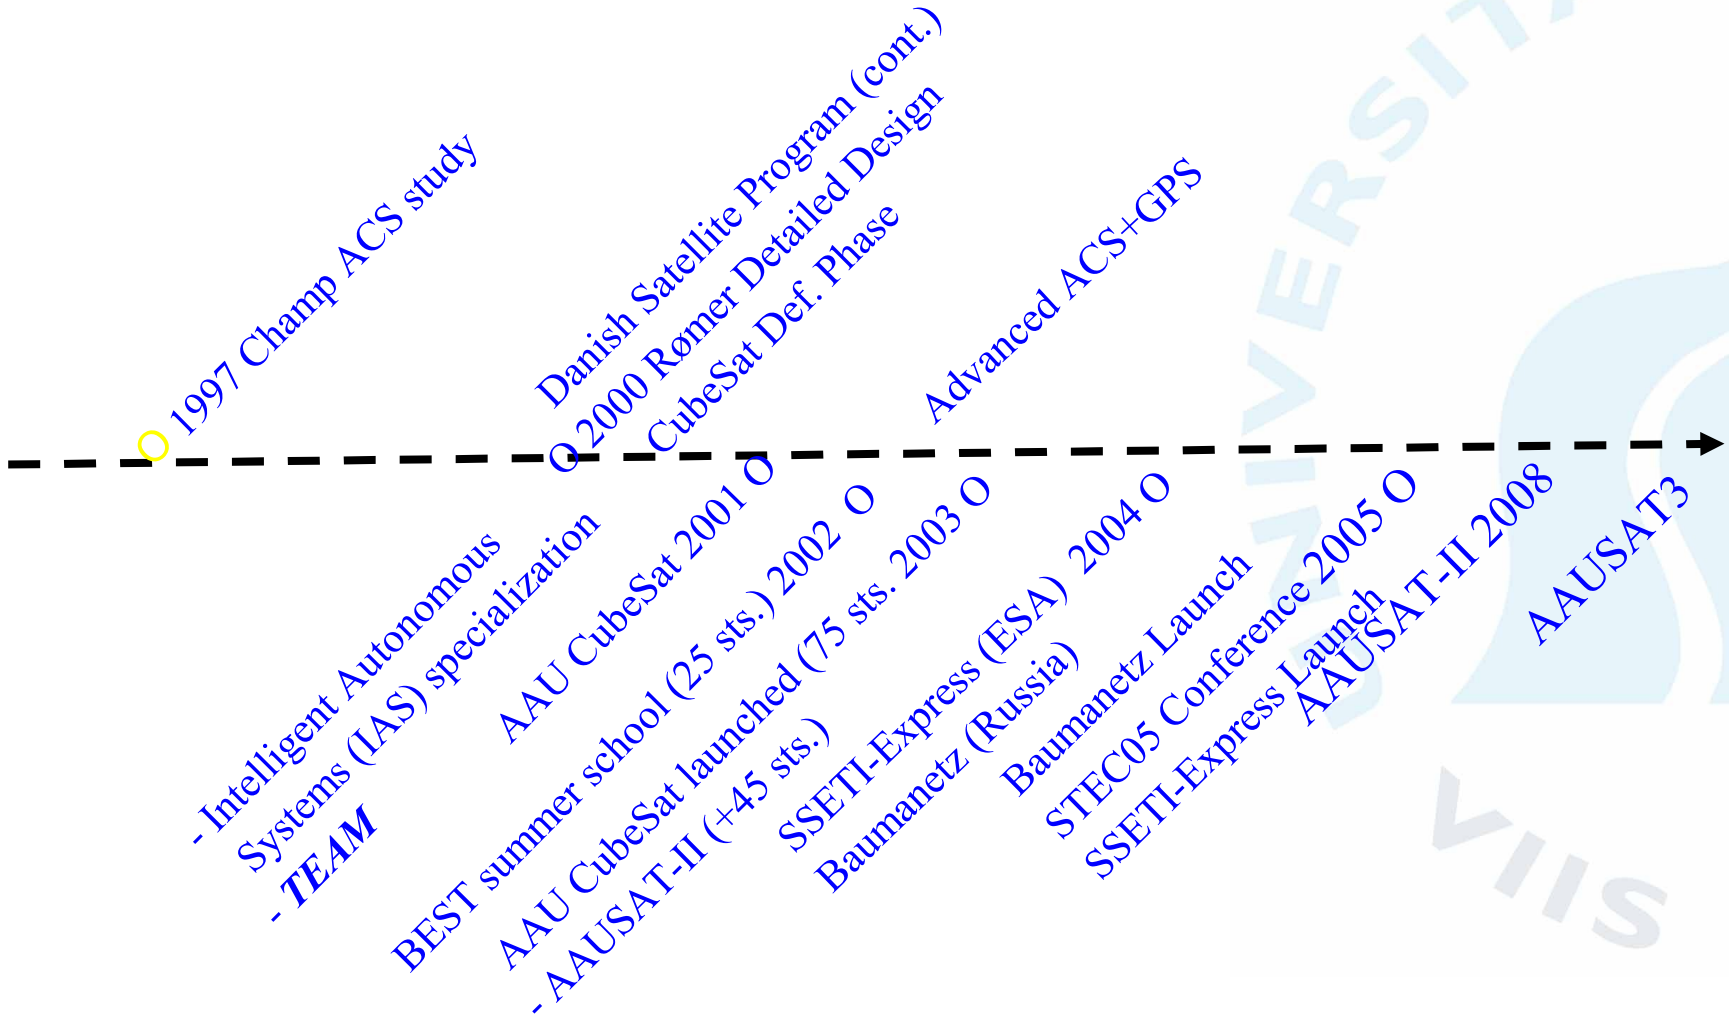 1997 Champ ACS study
Danish Satellite Program (cont.)
2000 Rømer Detailed Design
CubeSat Def. Phase
Advanced ACS+GPS
- Intelligent Autonomous
Systems (IAS) specialization
- TEAM
AAU CubeSat 2001 O
BEST summer school (25 sts.) 2002 O
AAU CubeSat launched (75 sts. 2003 O
- AAUSAT-II (+45 sts.)
SSETI-Express (ESA) 2004 O
Baumanetz (Russia)
Baumanetz Launch
STEC05 Conference 2005 O
SSETI-Express Launch
AAUSAT-II 2008
AAUSAT3
UNIVERSITA
VIIS